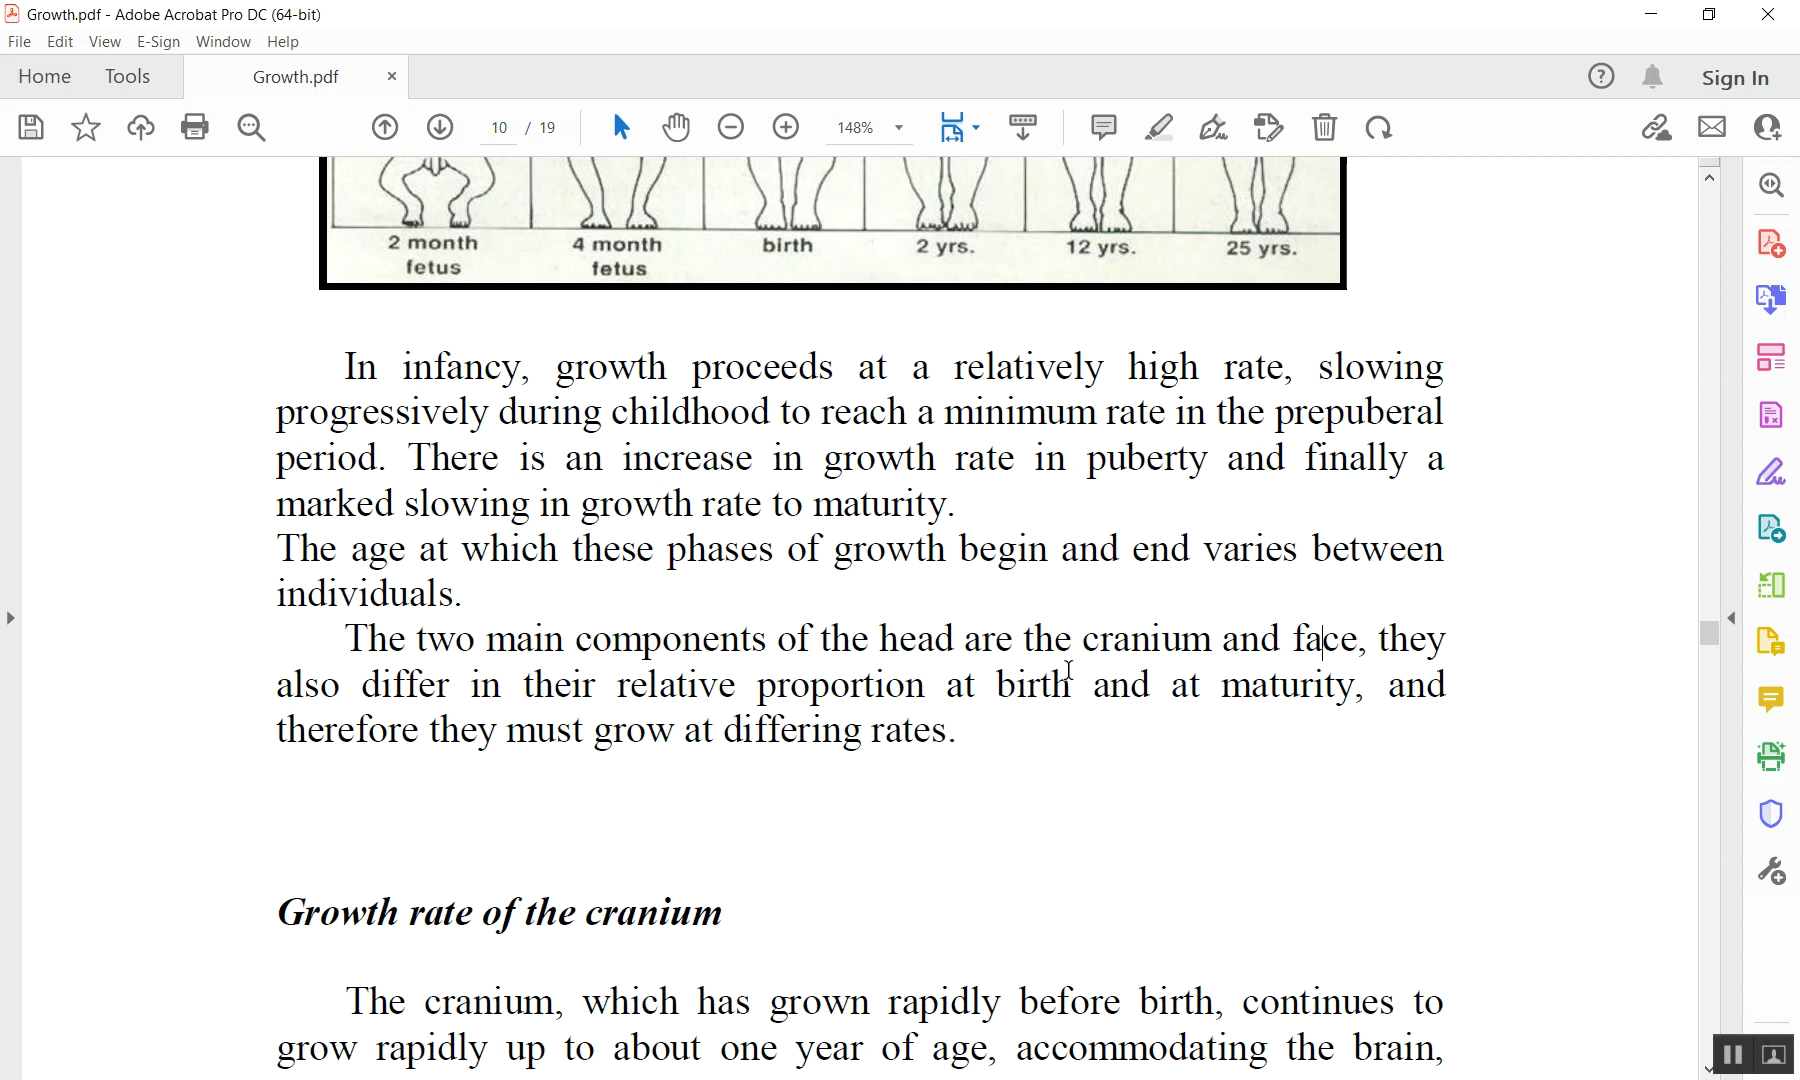 Growth.pdf - Adobe Acrobat Pro DC (64-bit)
File Edit View E-Sign Window Help
Home Tools Growth.pdf × Sign In
10 / 19 148%
2 month fetus 4 month fetus birth 2 yrs. 12 yrs. 25 yrs.
In infancy, growth proceeds at a relatively high rate, slowing
progressively during childhood to reach a minimum rate in the prepuberal
period. There is an increase in growth rate in puberty and finally a
marked slowing in growth rate to maturity.
The age at which these phases of growth begin and end varies between
individuals.
The two main components of the head are the cranium and face, they
also differ in their relative proportion at birth and at maturity, and
therefore they must grow at differing rates.
Growth rate of the cranium
The cranium, which has grown rapidly before birth, continues to
grow rapidly up to about one year of age, accommodating the brain,